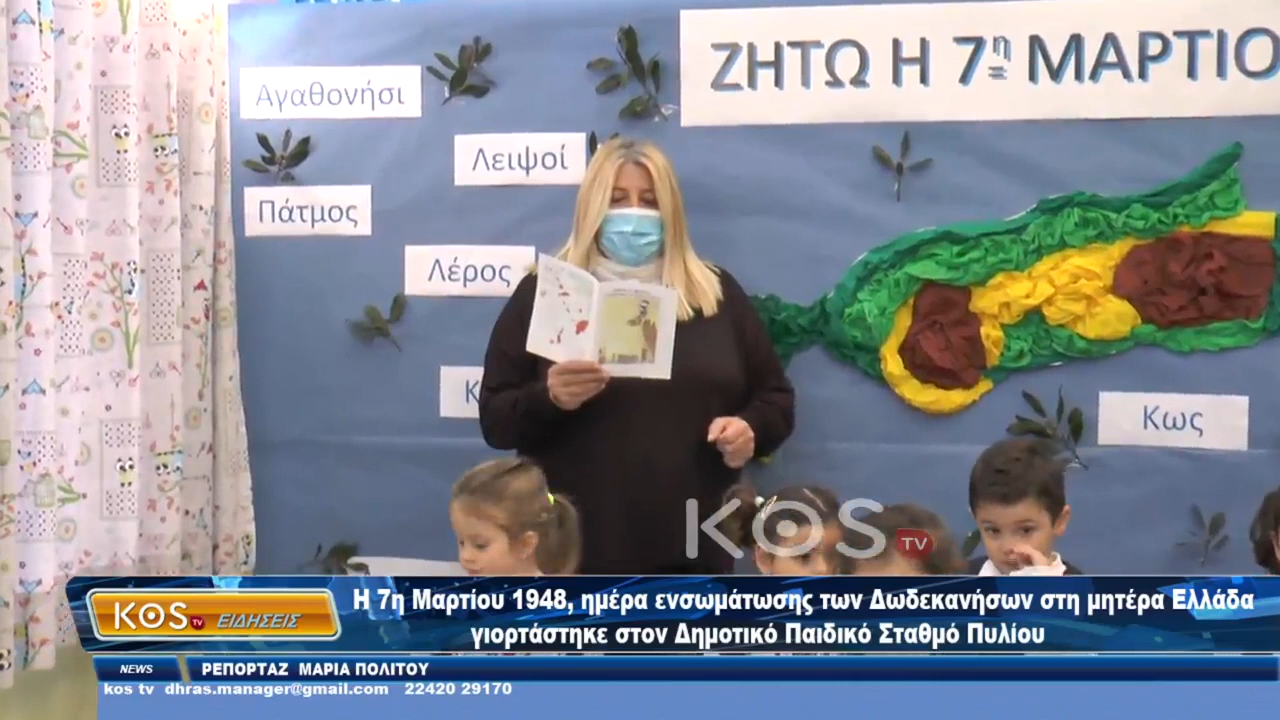 ΖΗΤΩ Η 7η ΜΑΡΤΙΟ
Αγαθονήσι
Λειψοί
Πάτμος
Λέρος
Κ
Κως
KOS TV
KOS TV ΕΙΔΗΣΕΙΣ
Η 7η Μαρτίου 1948, ημέρα ενσωμάτωσης των Δωδεκανήσων στη μητέρα Ελλάδα
γιορτάστηκε στον Δημοτικό Παιδικό Σταθμό Πυλίου
NEWS ΡΕΠΟΡΤΑΖ ΜΑΡΙΑ ΠΟΛΙΤΟΥ
kos tv dhras.manager@gmail.com 22420 29170